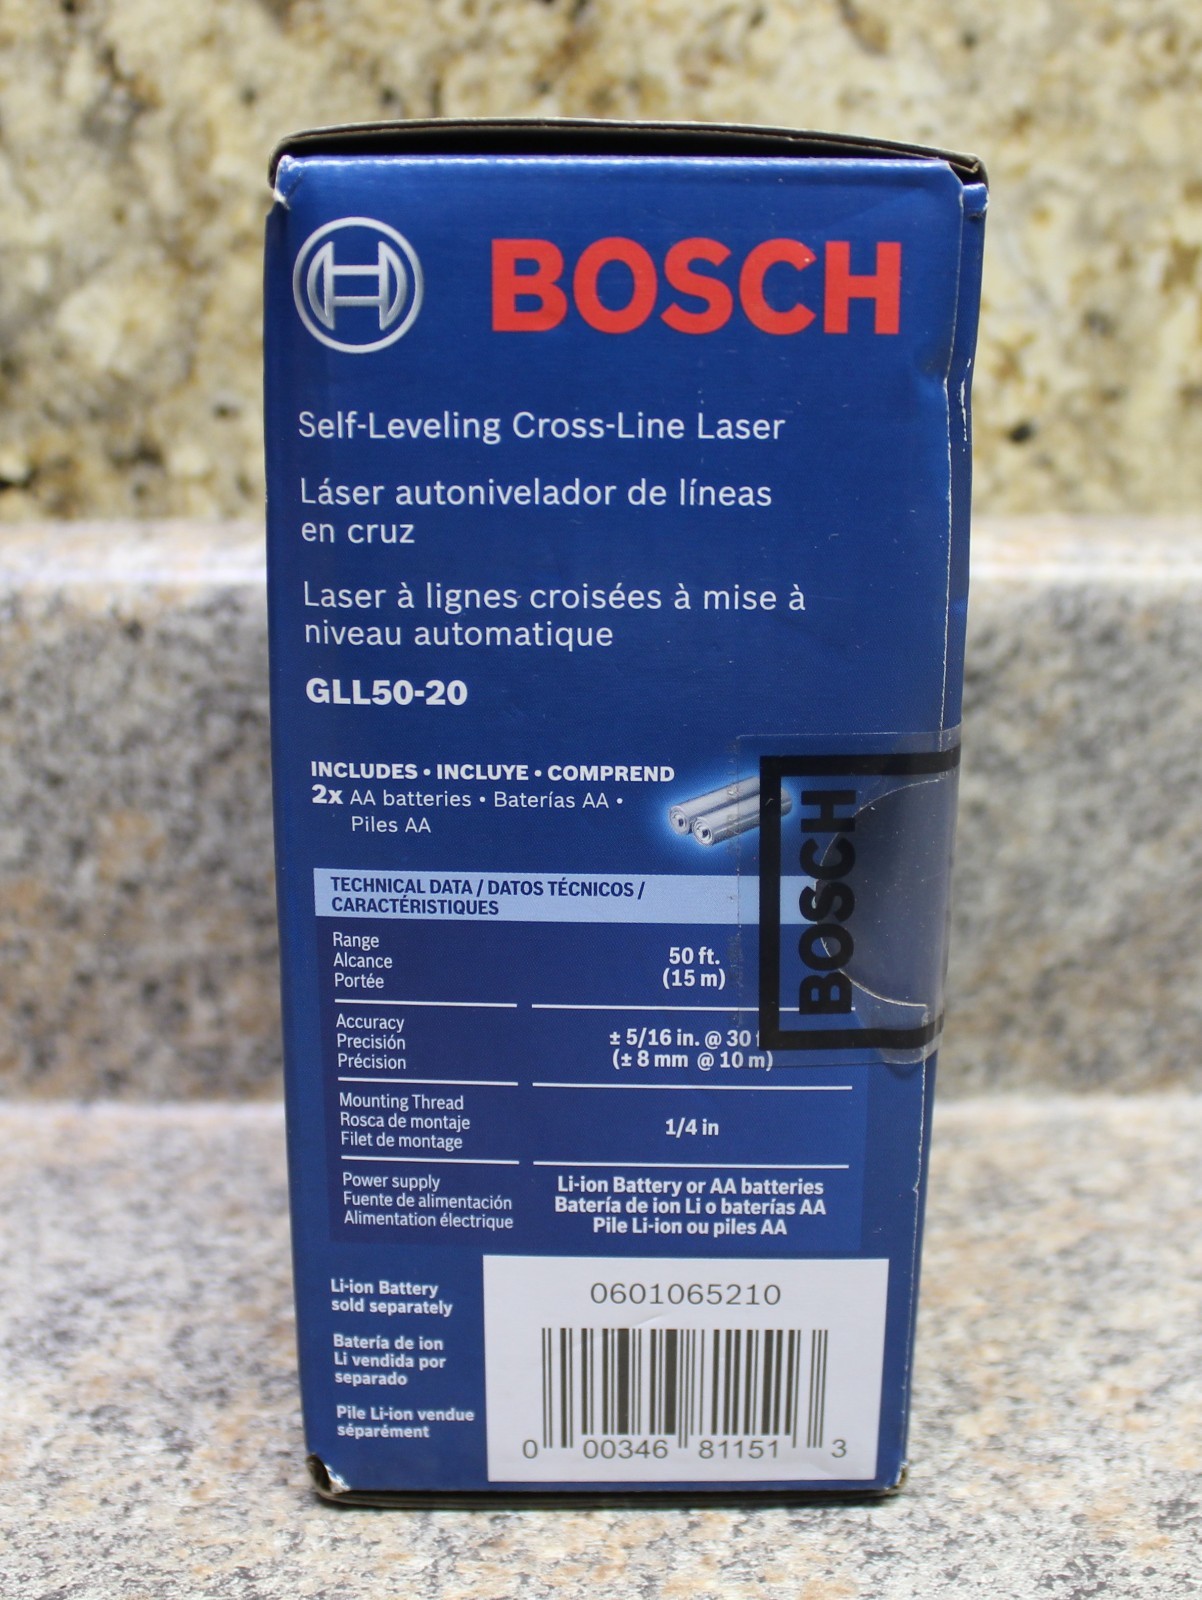 BOSCH
Self-Leveling Cross-Line Laser
Láser autonivelador de líneas
en cruz
Laser à lignes croisées à mise à
niveau automatique
GLL50-20
INCLUDES • INCLUYE • COMPREND
2x AA batteries • Baterías AA •
Piles AA
BOSCH
TECHNICAL DATA / DATOS TÉCNICOS /
CARACTÉRISTIQUES
Range
Alcance
Portée
50 ft.
(15 m)
Accuracy
Precisión
Précision
± 5/16 in. @ 30
(± 8 mm @ 10 m)
Mounting Thread
Rosca de montaje
Filet de montage
1/4 in
Power supply
Fuente de alimentación
Alimentation électrique
Li-ion Battery or AA batteries
Batería de ion Li o baterías AA
Pile Li-ion ou piles AA
Li-ion Battery
sold separately
Batería de ion
Li vendida por
separado
Pile Li-ion vendue
séparément
0601065210
0 00346 81151 3